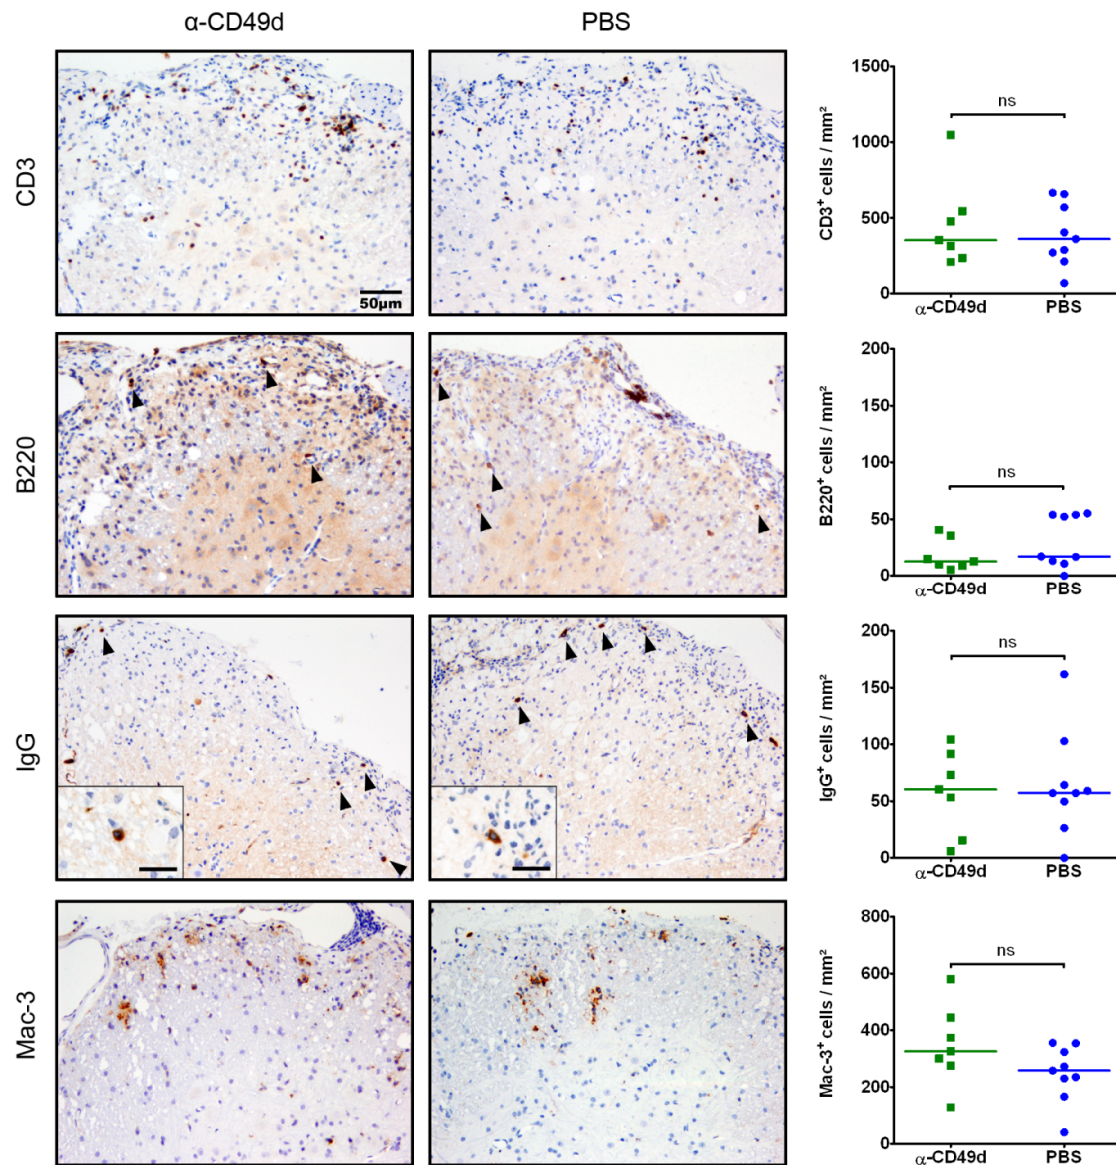 α-CD49d PBS
CD3
50µm
CD3⁺ cells / mm²
1500
1000
500
0
ns
α-CD49d PBS
B220
B220⁺ cells / mm²
200
150
100
50
0
ns
α-CD49d PBS
IgG
IgG⁺ cells / mm²
200
150
100
50
0
ns
α-CD49d PBS
Mac-3
Mac-3⁺ cells / mm²
800
600
400
200
0
ns
α-CD49d PBS